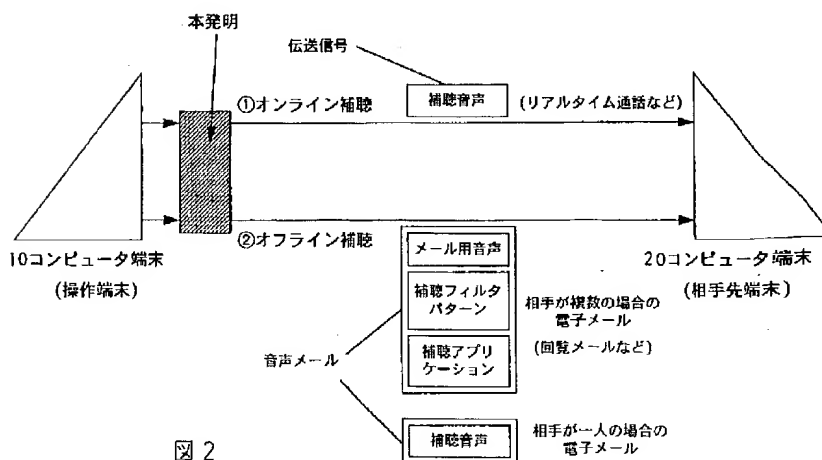 本発明
伝送信号
①オンライン補聴
補聴音声
(リアルタイム通話など)
②オフライン補聴
10コンピュータ端末
(操作端末)
20コンピュータ端末
(相手先端末)
メール用音声
補聴フィルタ
パターン
補聴アプリ
ケーション
相手が複数の場合の
電子メール
(回覧メールなど)
音声メール
補聴音声
相手が一人の場合の
電子メール
図2